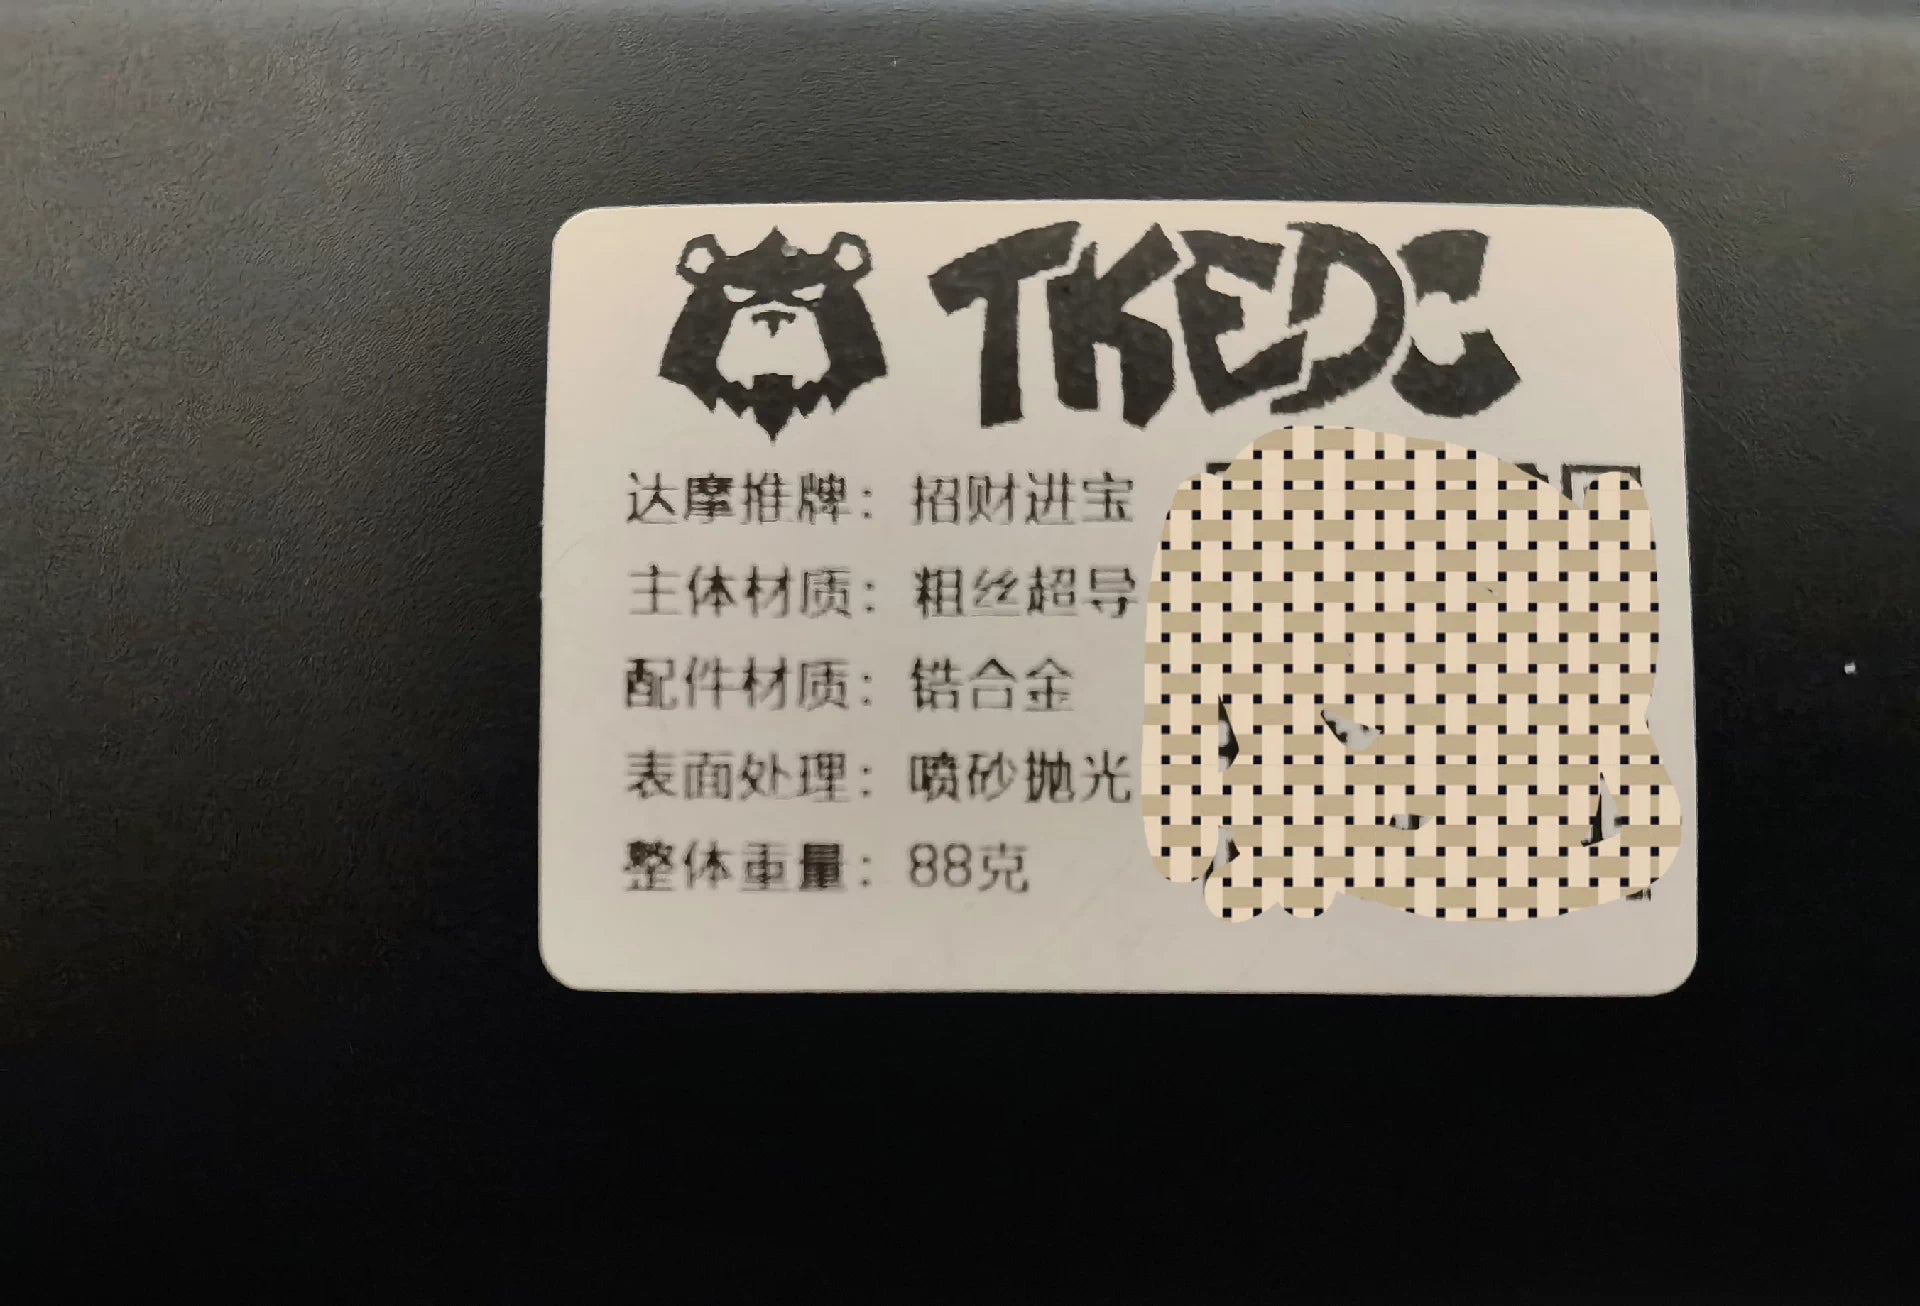 TKEDC
达摩推牌：招财进宝
主体材质：粗丝超导
配件材质：锆合金
表面处理：喷砂抛光
整体重量：88克